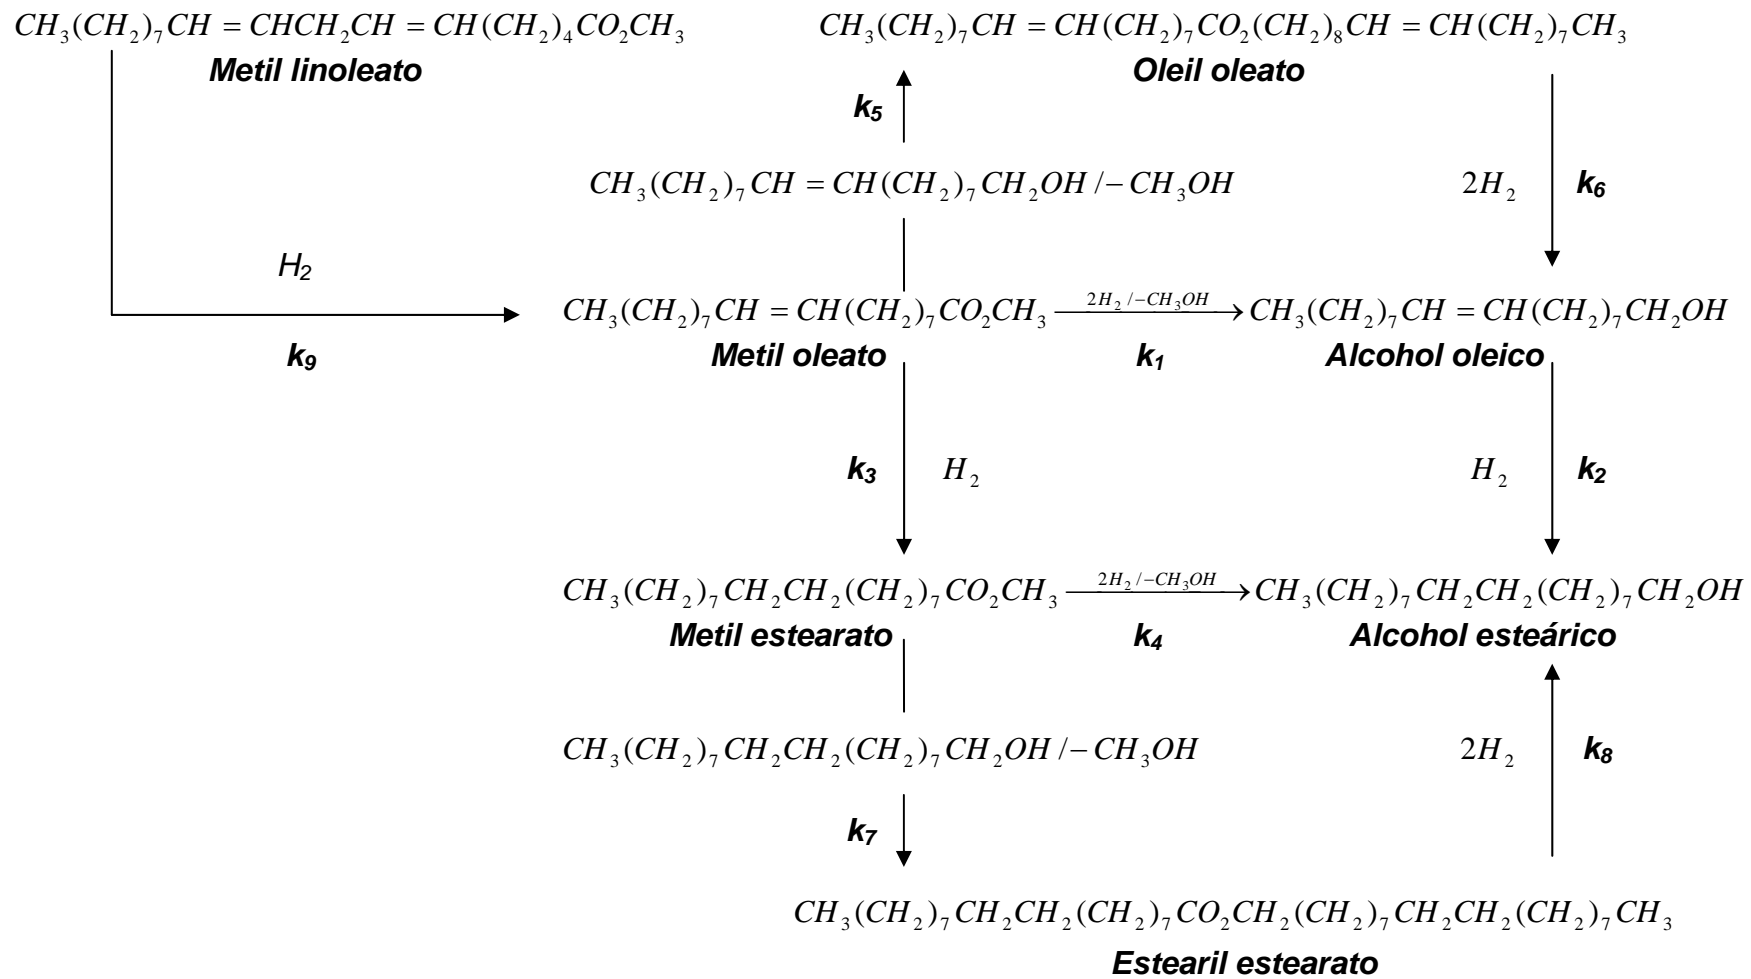 CH₃(CH₂)₇CH = CHCH₂CH = CH(CH₂)₄CO₂CH₃
Metil linoleato
CH₃(CH₂)₇CH = CH(CH₂)₇CO₂(CH₂)₈CH = CH(CH₂)₇CH₃
Oleil oleato
k₅
CH₃(CH₂)₇CH = CH(CH₂)₇CH₂OH /− CH₃OH
2H₂ k₆
H₂
k₉
CH₃(CH₂)₇CH = CH(CH₂)₇CO₂CH₃
Metil oleato
2H₂ /−CH₃OH
k₁
CH₃(CH₂)₇CH = CH(CH₂)₇CH₂OH
Alcohol oleico
k₃ H₂
H₂ k₂
CH₃(CH₂)₇CH₂CH₂(CH₂)₇CO₂CH₃
Metil estearato
2H₂ /−CH₃OH
k₄
CH₃(CH₂)₇CH₂CH₂(CH₂)₇CH₂OH
Alcohol esteárico
CH₃(CH₂)₇CH₂CH₂(CH₂)₇CH₂OH /− CH₃OH
2H₂ k₈
k₇
CH₃(CH₂)₇CH₂CH₂(CH₂)₇CO₂CH₂(CH₂)₇CH₂CH₂(CH₂)₇CH₃
Estearil estearato